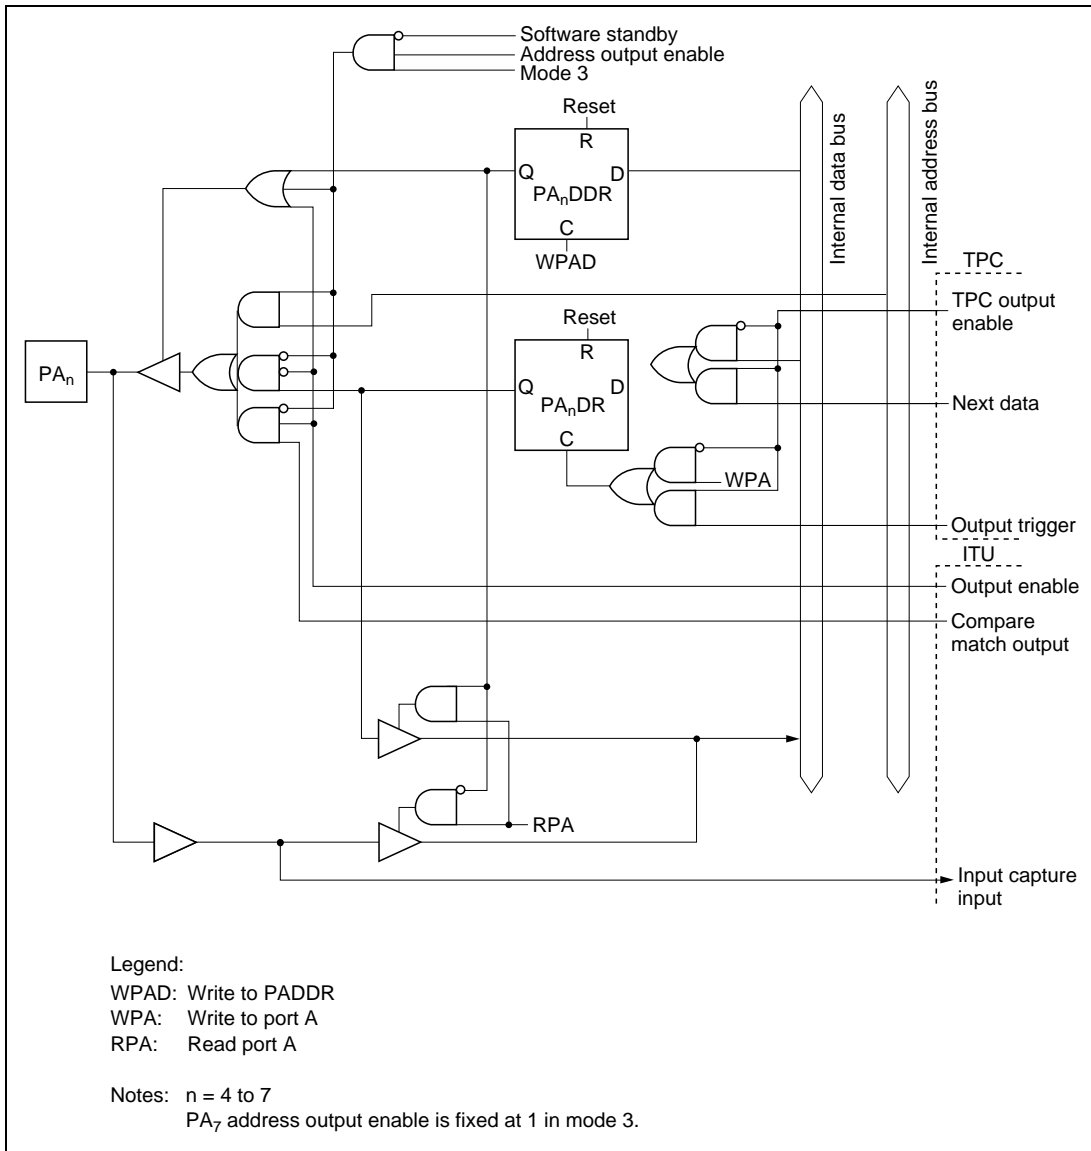 Software standby
Address output enable
Mode 3
Reset
R
Q
D
PAnDDR
C
WPAD
Internal data bus
Internal address bus
TPC
TPC output
enable
Reset
R
Q
D
PAnDR
C
PAn
Next data
WPA
Output trigger
ITU
Output enable
Compare
match output
RPA
Input capture
input
Legend:
WPAD: Write to PADDR
WPA: Write to port A
RPA: Read port A
Notes: n = 4 to 7
PA7 address output enable is fixed at 1 in mode 3.